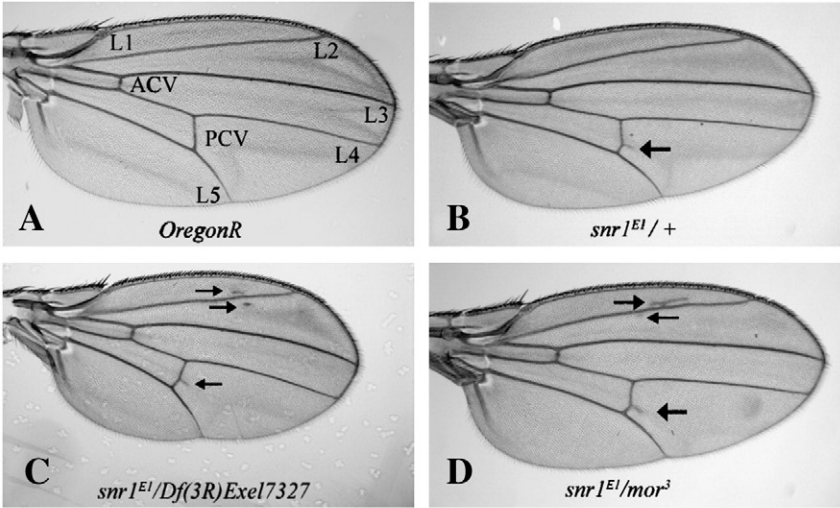 L1
L2
ACV
L3
PCV
L4
L5
A
OregonR
B
snr1ᴱ¹/ +
C
snr1ᴱ¹/Df(3R)Exel7327
D
snr1ᴱ¹/mor³